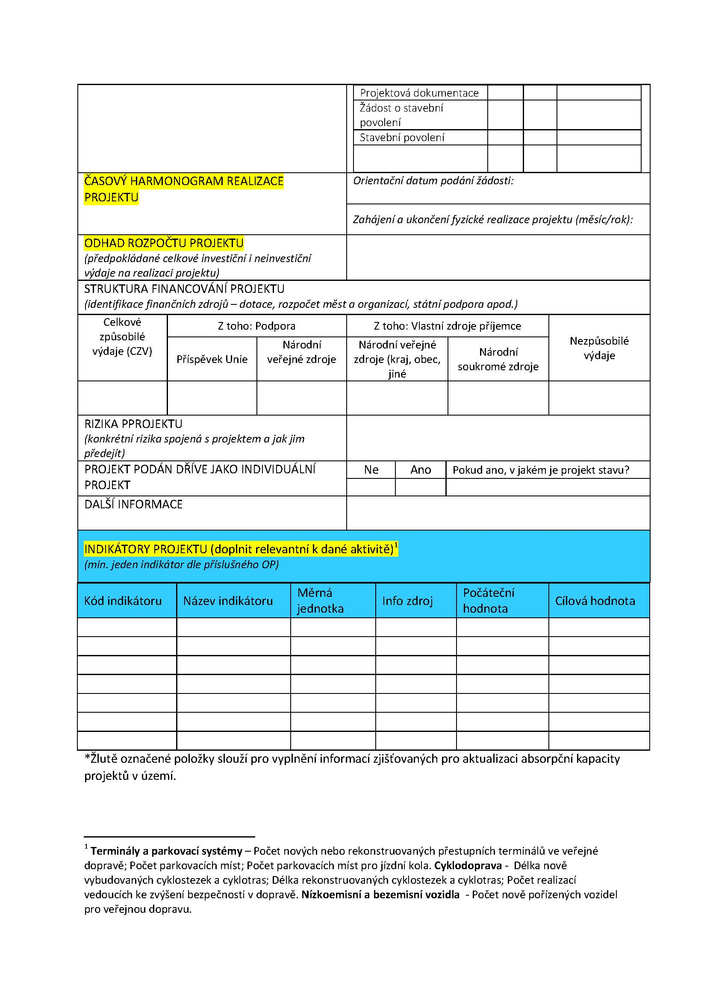 Projektová dokumentace
Žádost o stavební
povolení
Stavební povolení
ČASOVÝ HARMONOGRAM REALIZACE
PROJEKTU
Orientační datum podání žádosti:
Zahájení a ukončení fyzické realizace projektu (měsíc/rok):
ODHAD ROZPOČTU PROJEKTU
(předpokládané celkové investiční i neinvestiční
výdaje na realizaci projektu)
STRUKTURA FINANCOVÁNÍ PROJEKTU
(identifikace finančních zdrojů – dotace, rozpočet měst a organizací, státní podpora apod.)
Celkové
způsobilé
výdaje (CZV)
Z toho: Podpora
Z toho: Vlastní zdroje příjemce
Nezpůsobilé
výdaje
Příspěvek Unie
Národní
veřejné zdroje
Národní veřejné
zdroje (kraj, obec,
jiné
Národní
soukromé zdroje
RIZIKA PPROJEKTU
(konkrétní rizika spojená s projektem a jak jim
předejít)
PROJEKT PODÁN DŘÍVE JAKO INDIVIDUÁLNÍ
PROJEKT
Ne
Ano
Pokud ano, v jakém je projekt stavu?
DALŠÍ INFORMACE
INDIKÁTORY PROJEKTU (doplnit relevantní k dané aktivitě)1
(min. jeden indikátor dle příslušného OP)
Kód indikátoru
Název indikátoru
Měrná
jednotka
Info zdroj
Počáteční
hodnota
Cílová hodnota
*Žlutě označené položky slouží pro vyplnění informací zjišťovaných pro aktualizaci absorpční kapacity
projektů v území.
1 Terminály a parkovací systémy – Počet nových nebo rekonstruovaných přestupních terminálů ve veřejné
dopravě; Počet parkovacích míst; Počet parkovacích míst pro jízdní kola. Cyklodoprava - Délka nově
vybudovaných cyklostezek a cyklotras; Délka rekonstruovaných cyklostezek a cyklotras; Počet realizací
vedoucích ke zvýšení bezpečnosti v dopravě. Nízkoemisní a bezemisní vozidla - Počet nově pořízených vozidel
pro veřejnou dopravu.